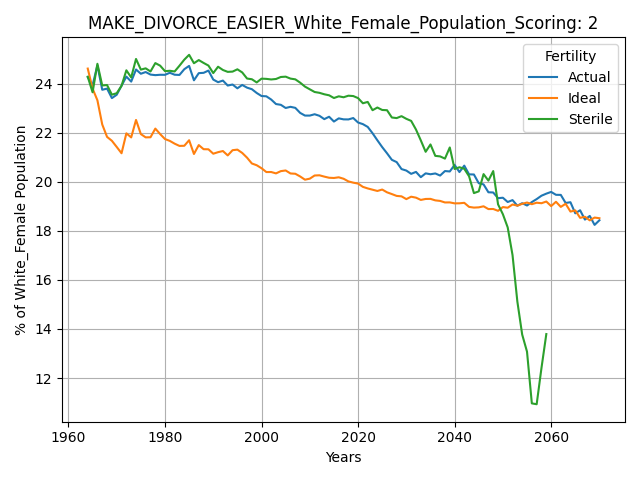 MAKE_DIVORCE_EASIER_White_Female_Population_Scoring: 2
% of White_Female Population
24
22
20
18
16
14
12
Fertility
Actual
Ideal
Sterile
1960
1980
2000
2020
2040
2060
Years